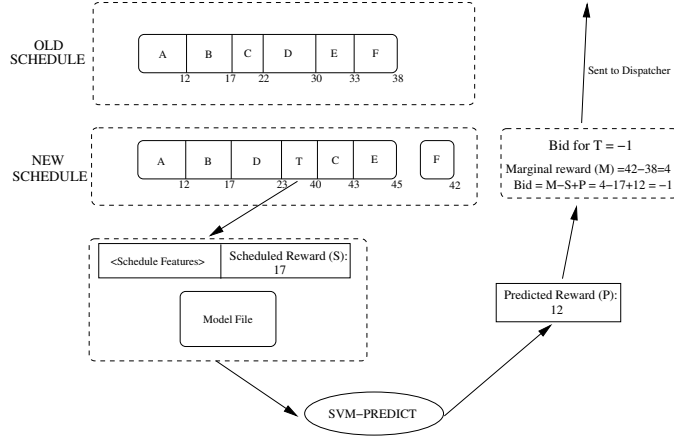 OLD
SCHEDULE
A B C D E F
12 17 22 30 33 38
NEW
SCHEDULE
A B D T C E F
12 17 23 40 43 45 42
<Schedule Features>
Scheduled Reward (S):
17
Model File
SVM−PREDICT
Predicted Reward (P):
12
Bid for T = −1
Marginal reward (M) =42−38=4
Bid = M−S+P = 4−17+12 = −1
Sent to Dispatcher